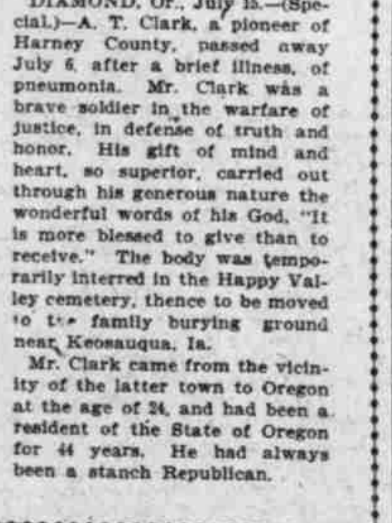 DIAMOND, Or., July 15.—(Spe-
cial.)—A. T. Clark, a pioneer of
Harney County, passed away
July 6, after a brief illness, of
pneumonia. Mr. Clark was a
brave soldier in the warfare of
justice, in defense of truth and
honor. His gift of mind and
heart, so superior, carried out
through his generous nature the
wonderful words of his God, "It
is more blessed to give than to
receive." The body was tempo-
rarily interred in the Happy Val-
ley cemetery, thence to be moved
to the family burying ground
near Keosauqua, Ia.
Mr. Clark came from the vicin-
ity of the latter town to Oregon
at the age of 24, and had been a
resident of the State of Oregon
for 44 years. He had always
been a stanch Republican.